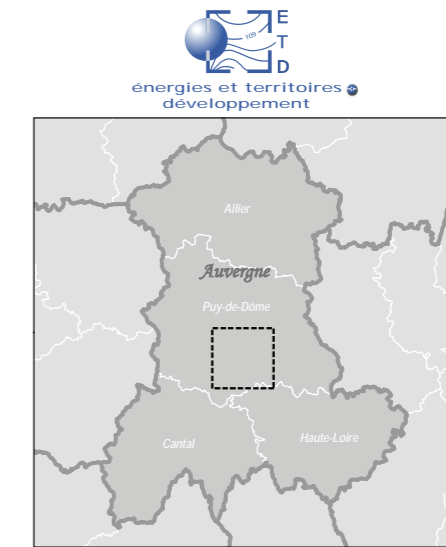 E
T
D
109
énergies et territoires
développement
Allier
Auvergne
Puy-de-Dôme
Cantal
Haute-Loire